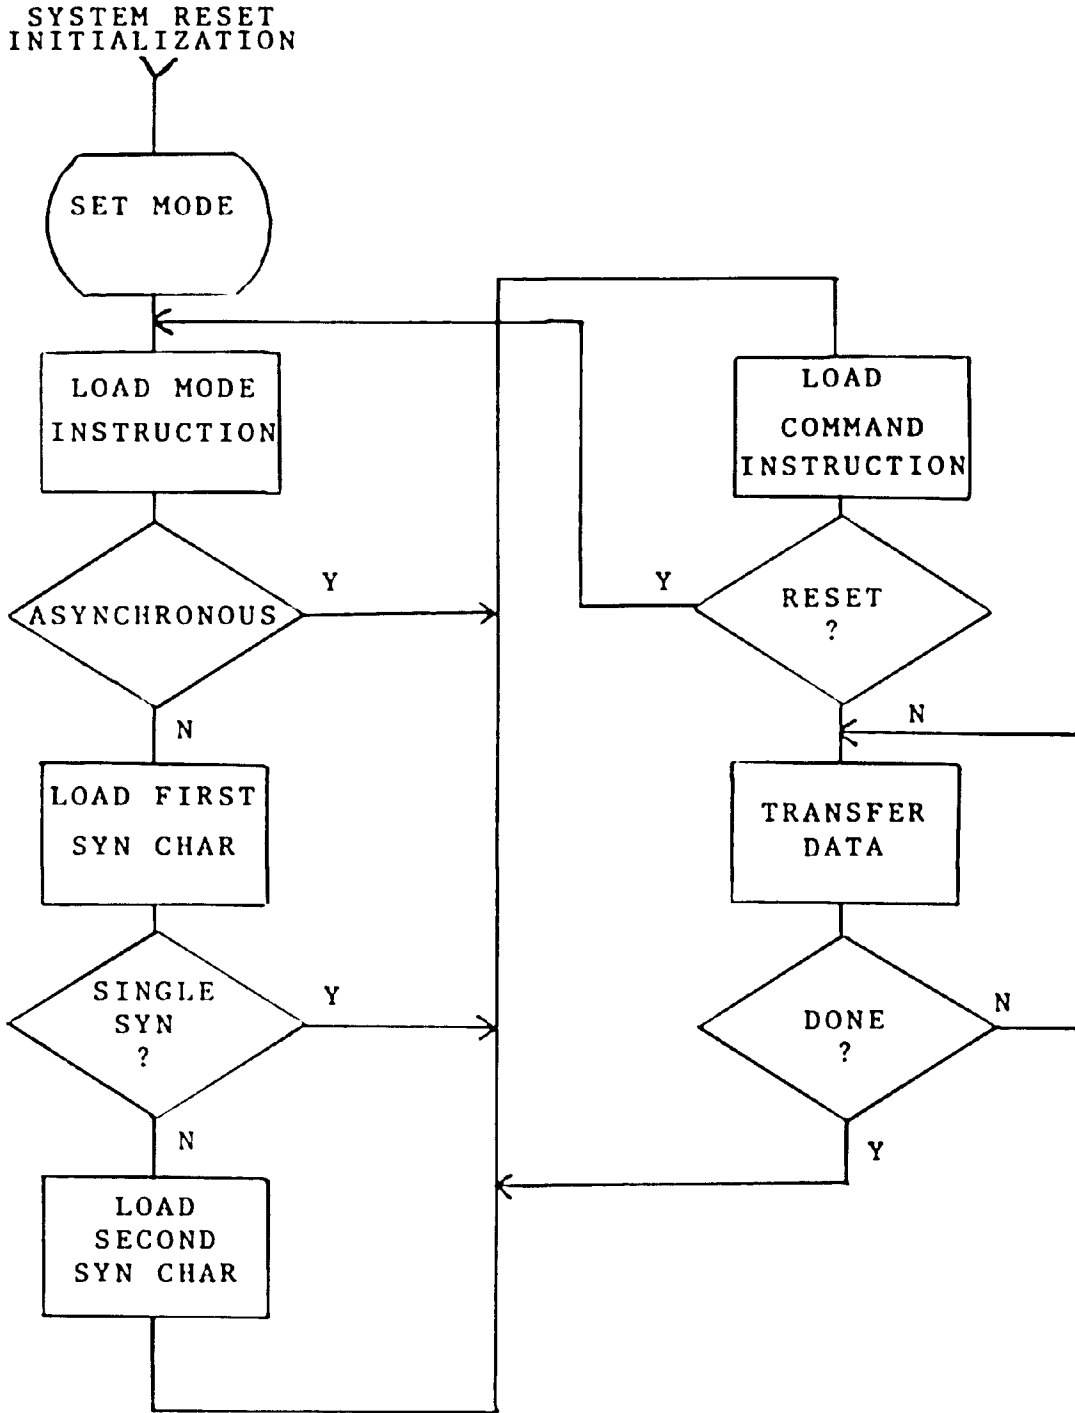 SYSTEM RESET
INITIALIZATION
SET MODE
LOAD MODE
INSTRUCTION
ASYNCHRONOUS
Y
N
LOAD FIRST
SYN CHAR
SINGLE
SYN
?
Y
N
LOAD
SECOND
SYN CHAR
LOAD
COMMAND
INSTRUCTION
RESET
?
Y
N
TRANSFER
DATA
DONE
?
N
Y